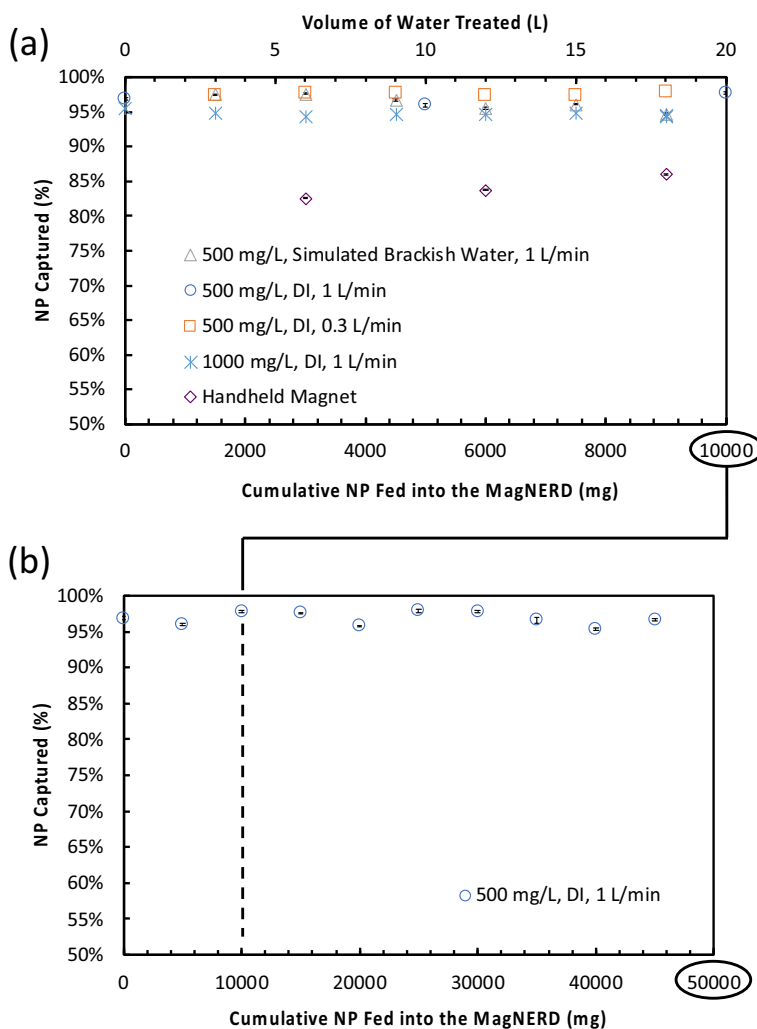 Volume of Water Treated (L)
(a)
0 5 10 15 20
100%
95%
90%
85%
80%
75%
70%
65%
60%
55%
50%
NP Captured (%)
500 mg/L, Simulated Brackish Water, 1 L/min
500 mg/L, DI, 1 L/min
500 mg/L, DI, 0.3 L/min
1000 mg/L, DI, 1 L/min
Handheld Magnet
0 2000 4000 6000 8000 10000
Cumulative NP Fed into the MagNERD (mg)
(b)
100%
95%
90%
85%
80%
75%
70%
65%
60%
55%
50%
NP Captured (%)
500 mg/L, DI, 1 L/min
0 10000 20000 30000 40000 50000
Cumulative NP Fed into the MagNERD (mg)